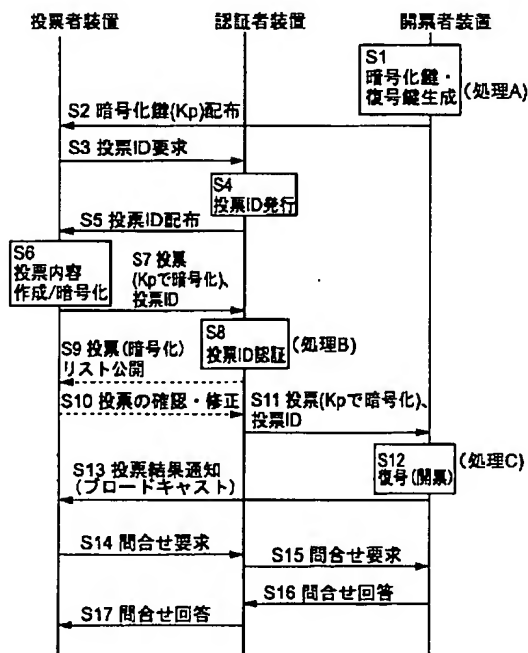 投票者装置
認証者装置
開票者装置
S1
暗号化鍵・
復号鍵生成
(処理A)
S2 暗号化鍵(Kp)配布
S3 投票ID要求
S4
投票ID発行
S5 投票ID配布
S6
投票内容
作成/暗号化
S7 投票
(Kpで暗号化)、
投票ID
S8
投票ID認証
(処理B)
S9 投票(暗号化)
リスト公開
S10 投票の確認・修正
S11 投票(Kpで暗号化)、
投票ID
S12
復号(開票)
(処理C)
S13 投票結果通知
(ブロードキャスト)
S14 問合せ要求
S15 問合せ要求
S16 問合せ回答
S17 問合せ回答